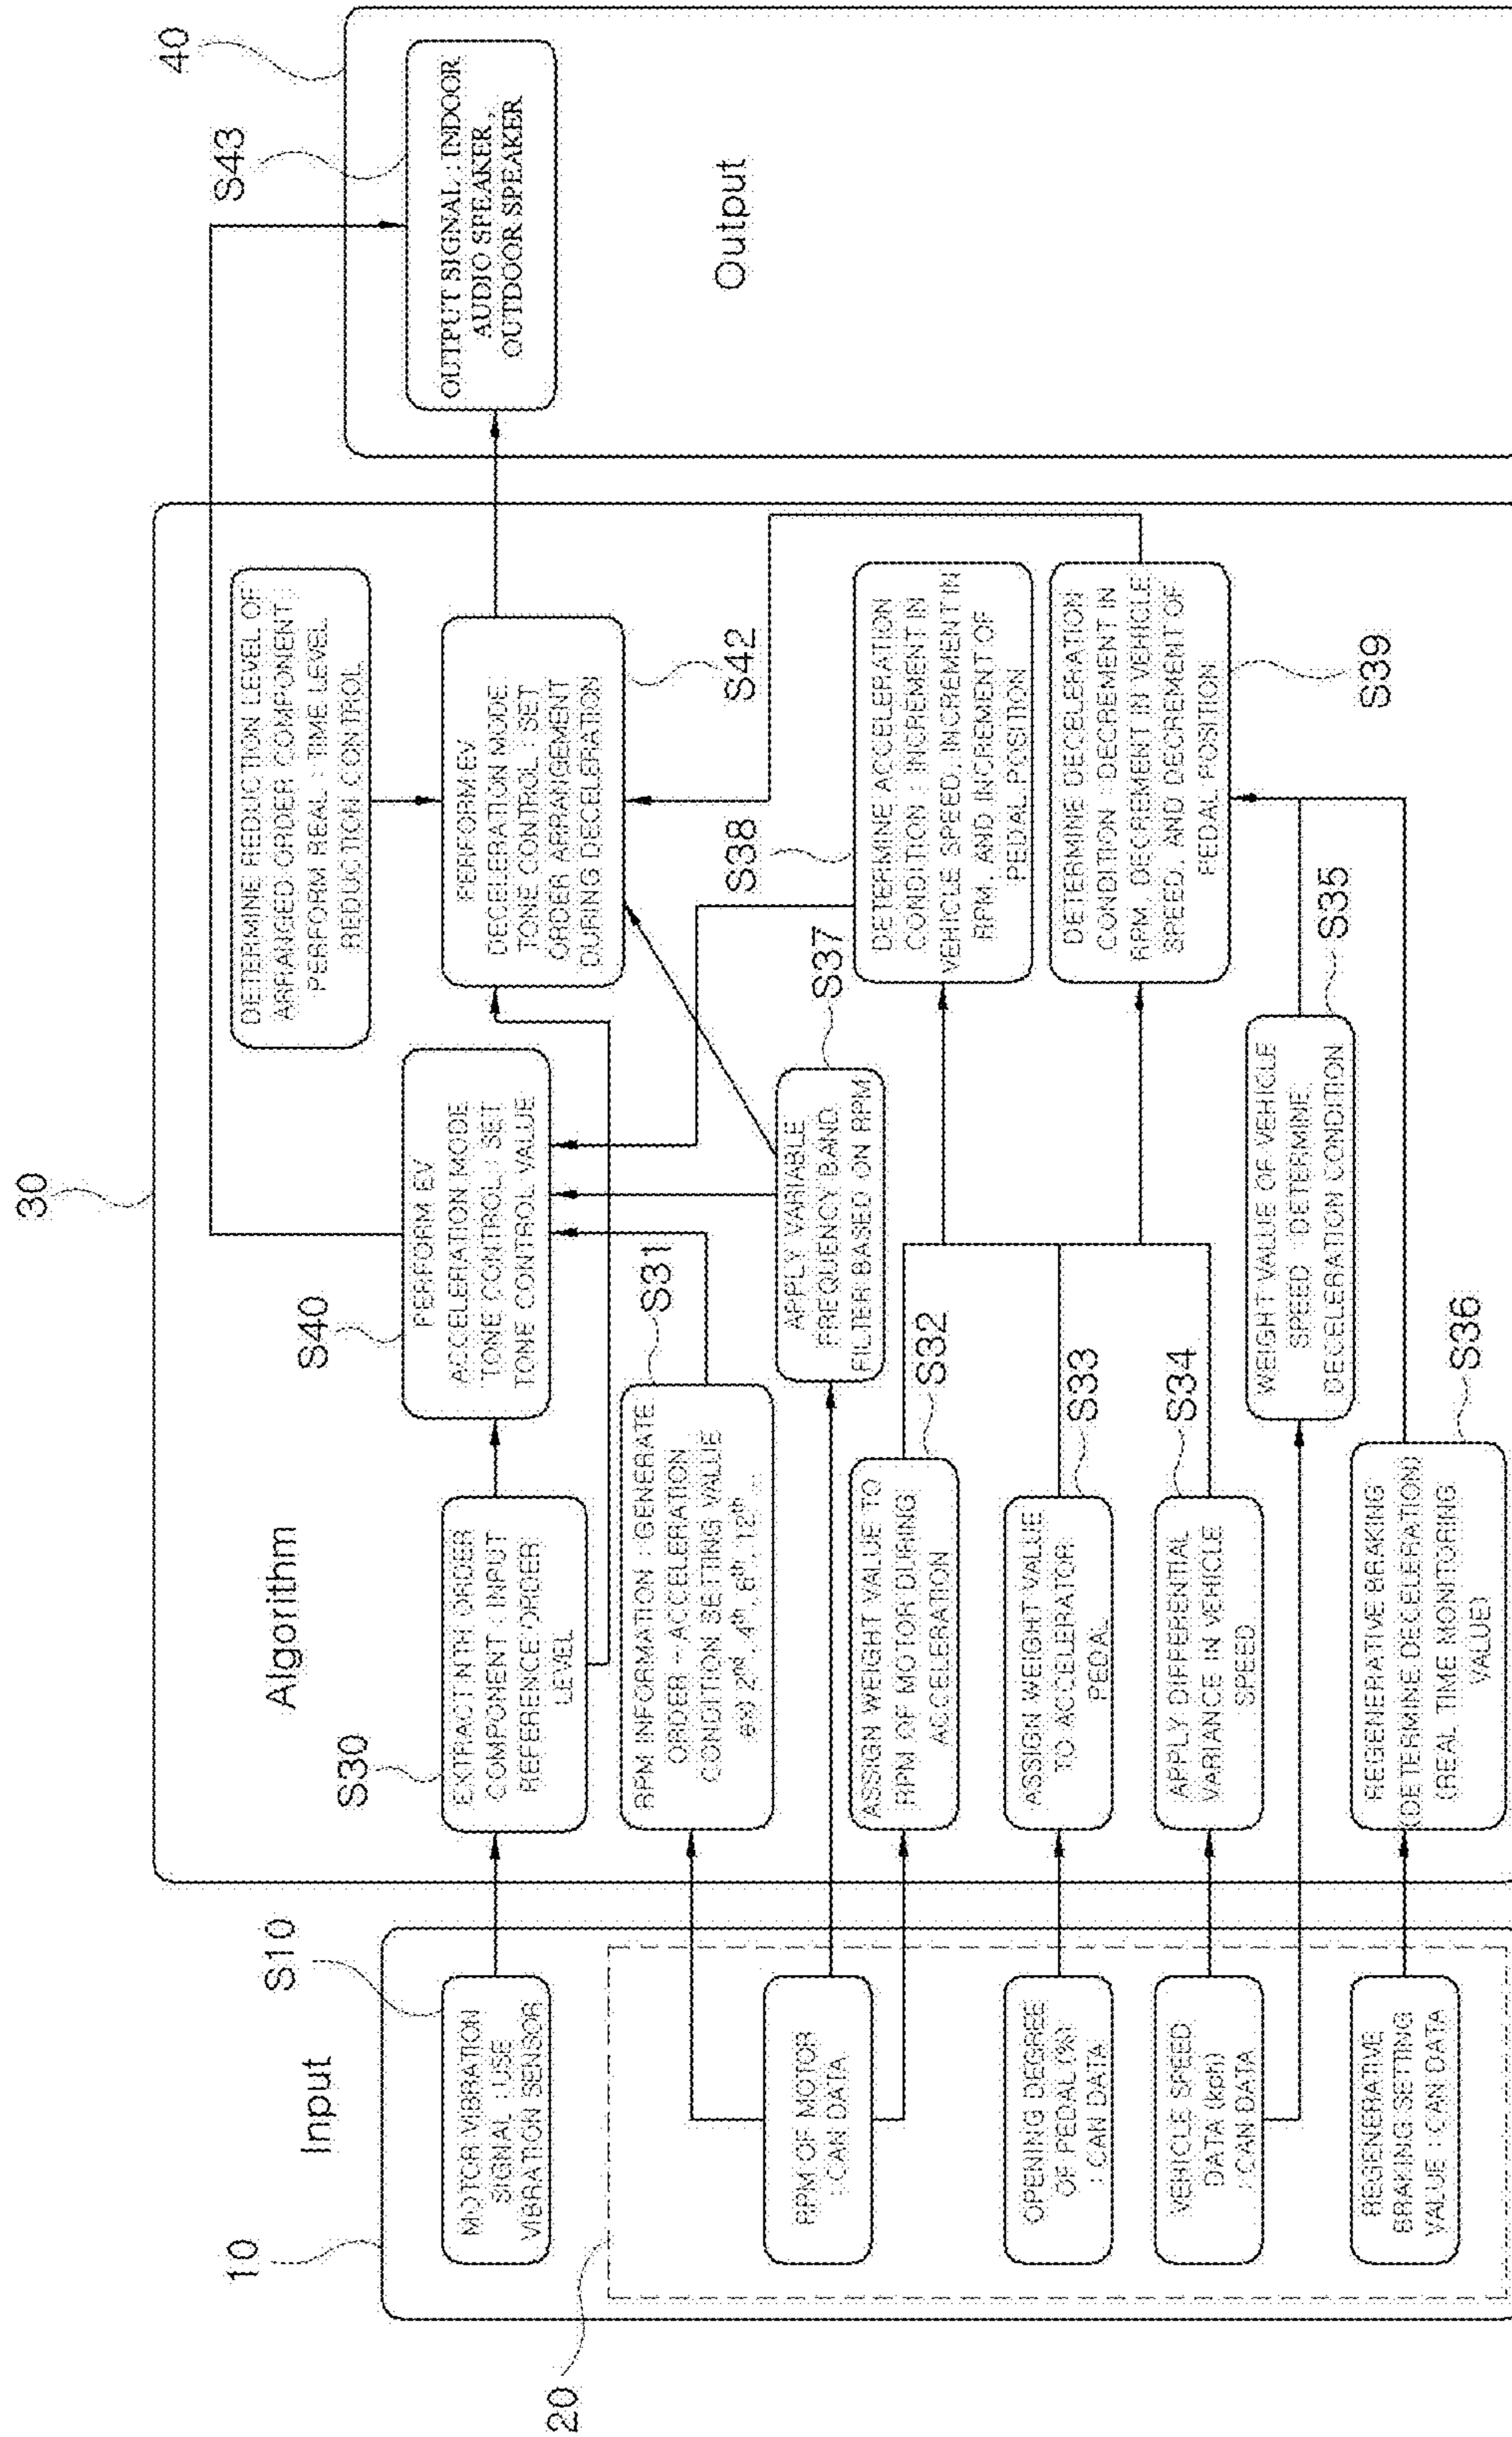 10
Input
S10
MOTOR VIBRATION
SIGNAL : USE
VIBRATION SENSOR
20
RPM OF MOTOR
: CAN DATA
OPENING DEGREE
OF PEDAL (%)
: CAN DATA
VEHICLE SPEED
DATA (kph)
: CAN DATA
REGENERATIVE
BRAKING SETTING
VALUE : CAN DATA
30
Algorithm
S30
EXTRACT NTH ORDER
COMPONENT : INPUT
REFERENCE ORDER
LEVEL
RPM INFORMATION : GENERATE
ORDER - ACCELERATION
CONDITION SETTING VALUE
ex) 2nd, 4th, 6th, 12th ...
S31
ASSIGN WEIGHT VALUE TO
RPM OF MOTOR DURING
ACCELERATION
S32
ASSIGN WEIGHT VALUE
TO ACCELERATOR
PEDAL
S33
APPLY DIFFERENTIAL
VARIANCE IN VEHICLE
SPEED
S34
REGENERATIVE BRAKING
(DETERMINE DECELERATION)
(REAL TIME MONITORING
VALUE)
S36
S40
PERFORM EV
ACCELERATION MODE
TONE CONTROL : SET
TONE CONTROL VALUE
APPLY VARIABLE
FREQUENCY BAND
FILTER BASED ON RPM
S37
WEIGHT VALUE OF VEHICLE
SPEED : DETERMINE
DECELERATION CONDITION
S35
DETERMINE REDUCTION LEVEL OF
ARRANGED ORDER COMPONENT :
PERFORM REAL : TIME LEVEL
REDUCTION CONTROL
PERFORM EV
DECELERATION MODE
TONE CONTROL : SET
ORDER ARRANGEMENT
DURING DECELERATION
S42
S38
DETERMINE ACCELERATION
CONDITION : INCREMENT IN
VEHICLE SPEED, INCREMENT IN
RPM, AND INCREMENT OF
PEDAL POSITION
DETERMINE DECELERATION
CONDITION : DECREMENT IN
RPM, DECREMENT IN VEHICLE
SPEED, AND DECREMENT OF
PEDAL POSITION
S39
40
S43
OUTPUT SIGNAL : INDOOR
AUDIO SPEAKER,
OUTDOOR SPEAKER
Output